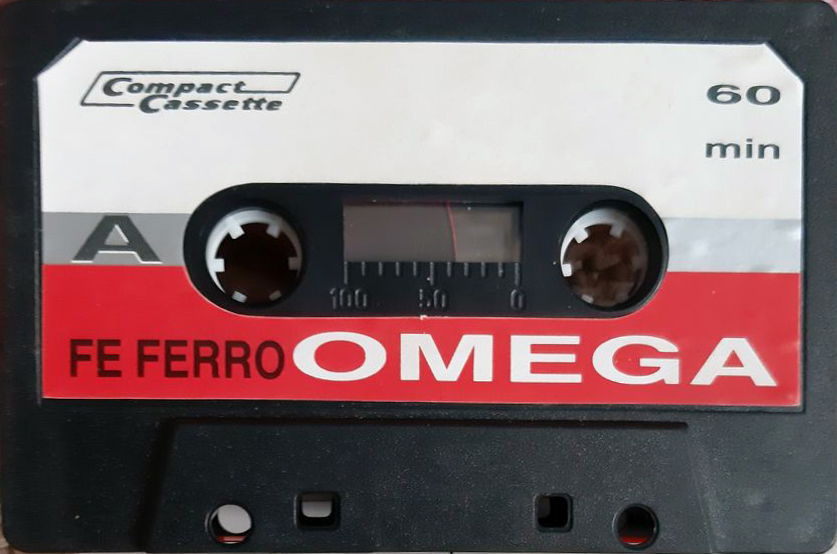 Compact
Cassette
60
min
A
100 50 0
FE FERRO OMEGA